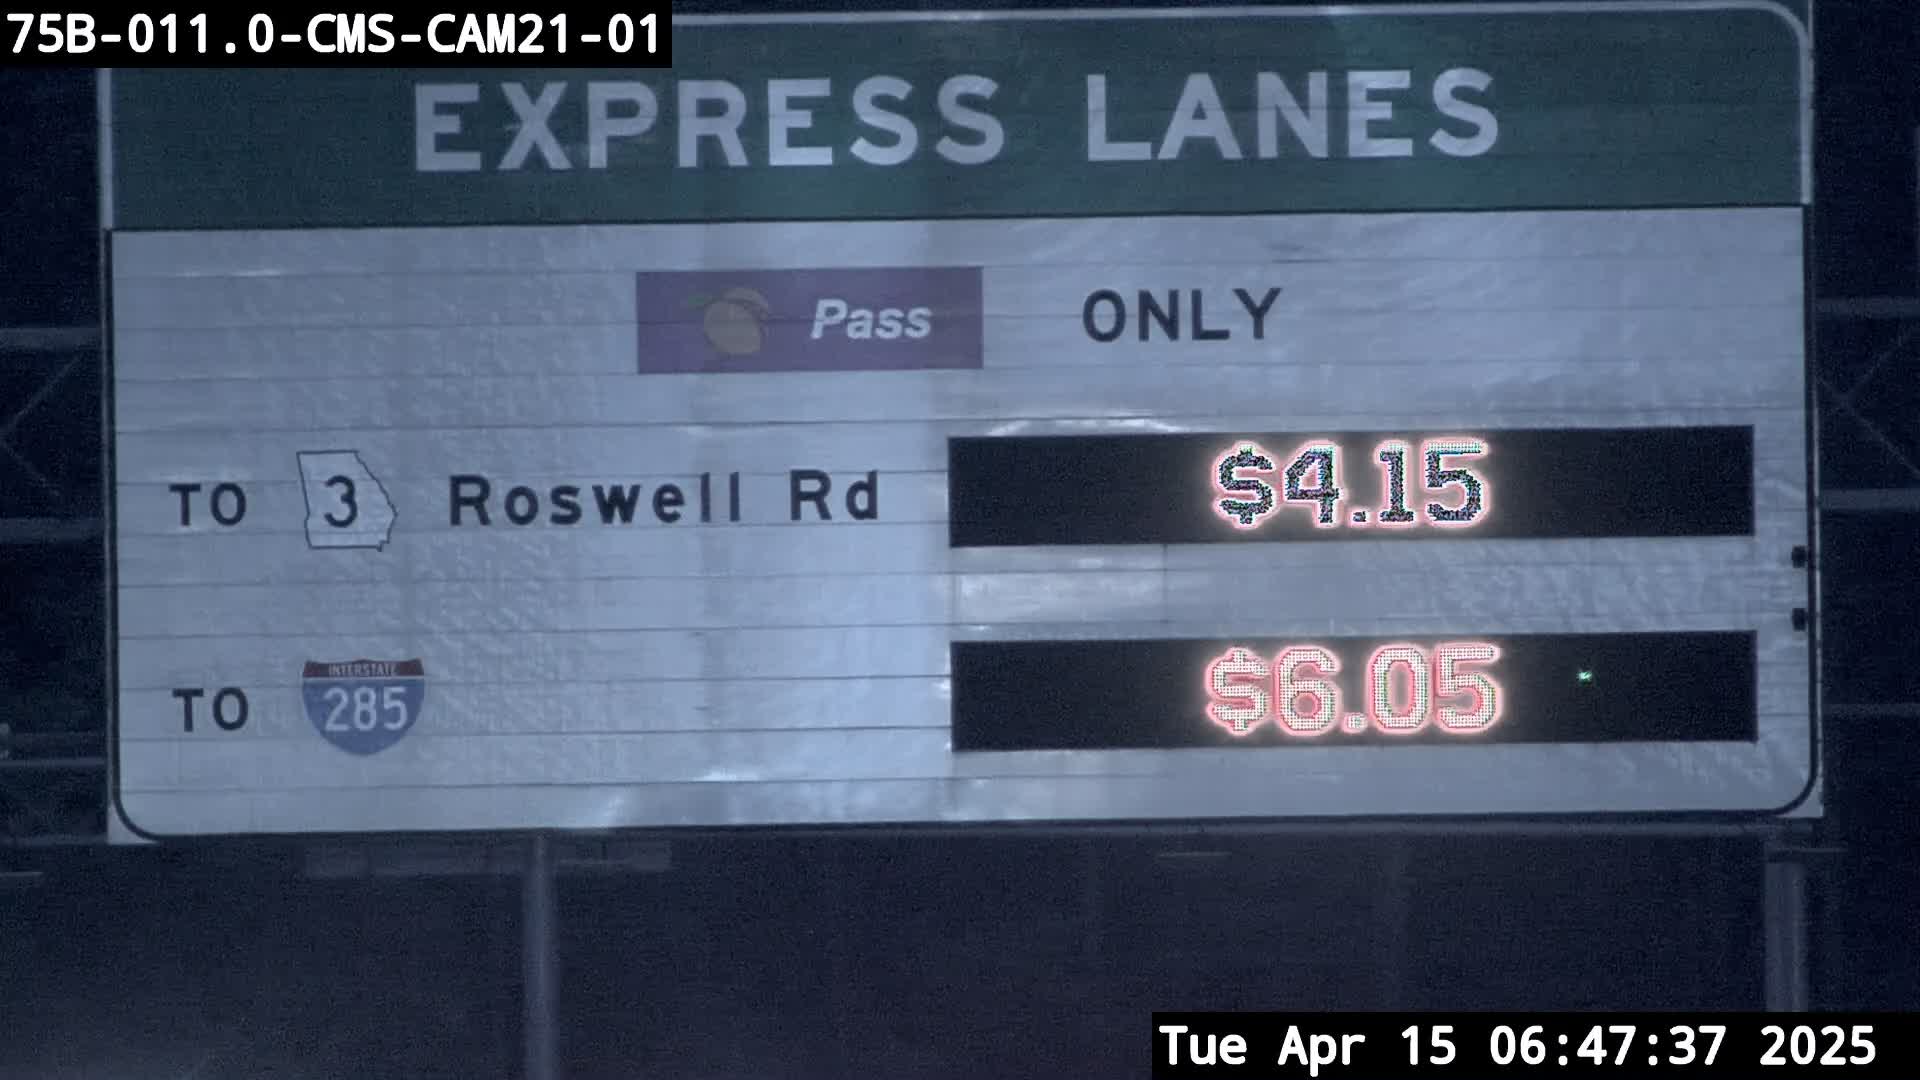 75B-011.0-CMS-CAM21-01
EXPRESS LANES
Pass ONLY
TO 3 Roswell Rd $4.15
TO INTERSTATE 285 $6.05
Tue Apr 15 06:47:37 2025